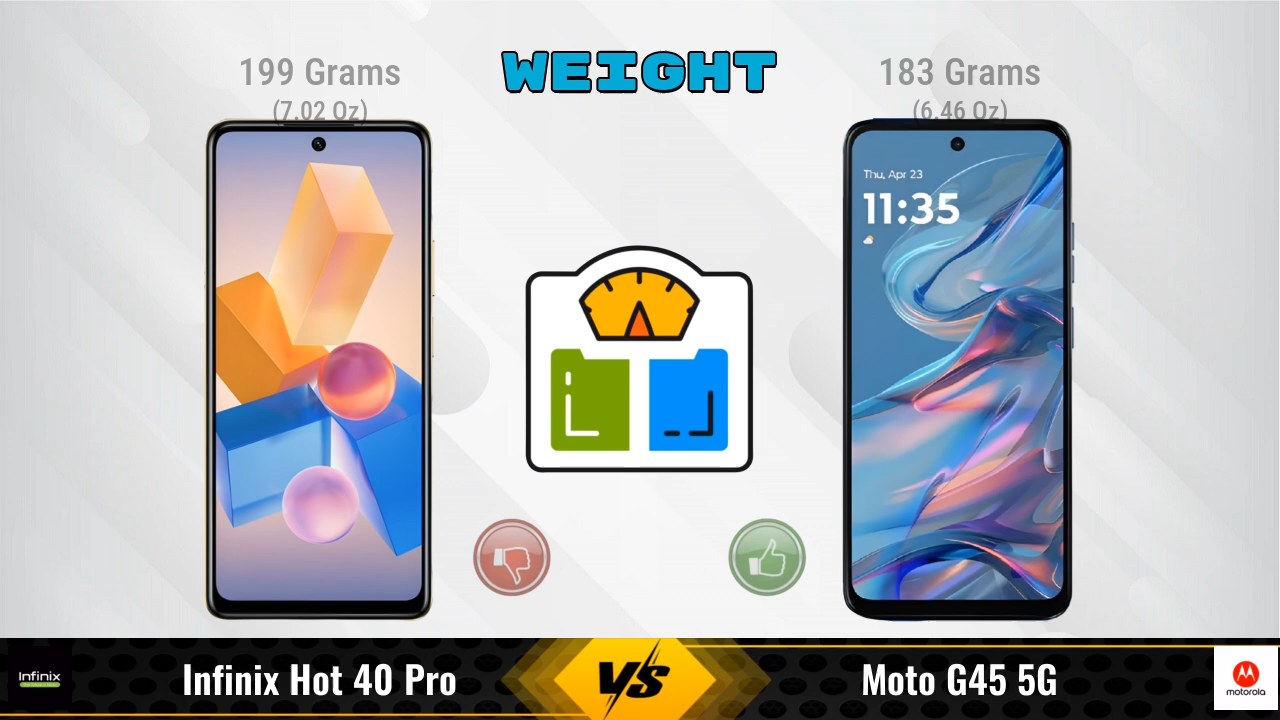 WEIGHT
199 Grams
(7.02 Oz)
183 Grams
(6.46 Oz)
Thu, Apr 23
11:35
Infinix
Infinix Hot 40 Pro
VS
Moto G45 5G
motorola